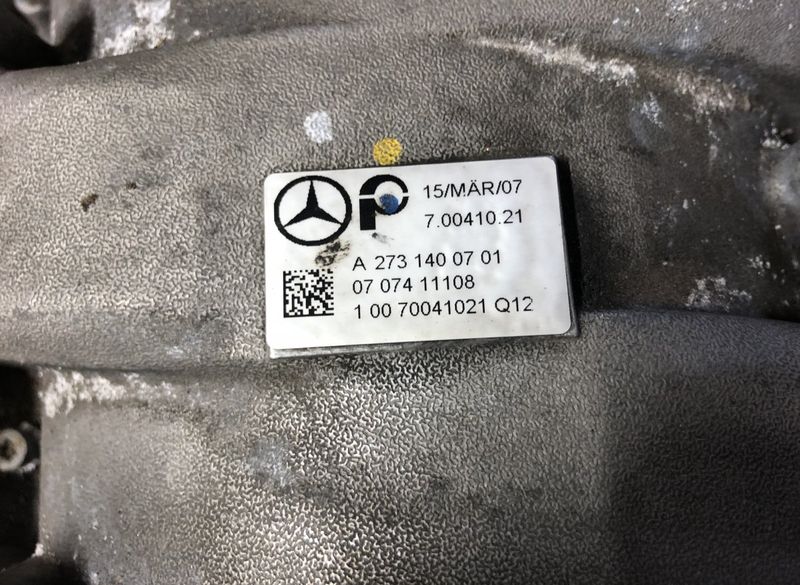 15/MÄR/07
7.00410.21
A 273 140 07 01
07 074 11108
1 00 70041021 Q12